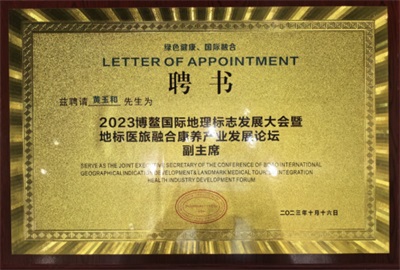 绿色健康、国际融合
LETTER OF APPOINTMENT
聘书
兹聘请 黄玉和 先生为
2023博鳌国际地理标志发展大会暨
地标医旅融合康养产业发展论坛
副主席
SERVE AS THE JOINT EXECUTIVE SECRETARY OF THE CONFERENCE OF BOAO INTERNATIONAL
GEOGRAPHICAL INDICATION DEVELOPMENT & LANDMARK MEDICAL TOURISM INTEGRATION
HEALTH INDUSTRY DEVELOPMENT FORUM
二〇二三年十月十六日